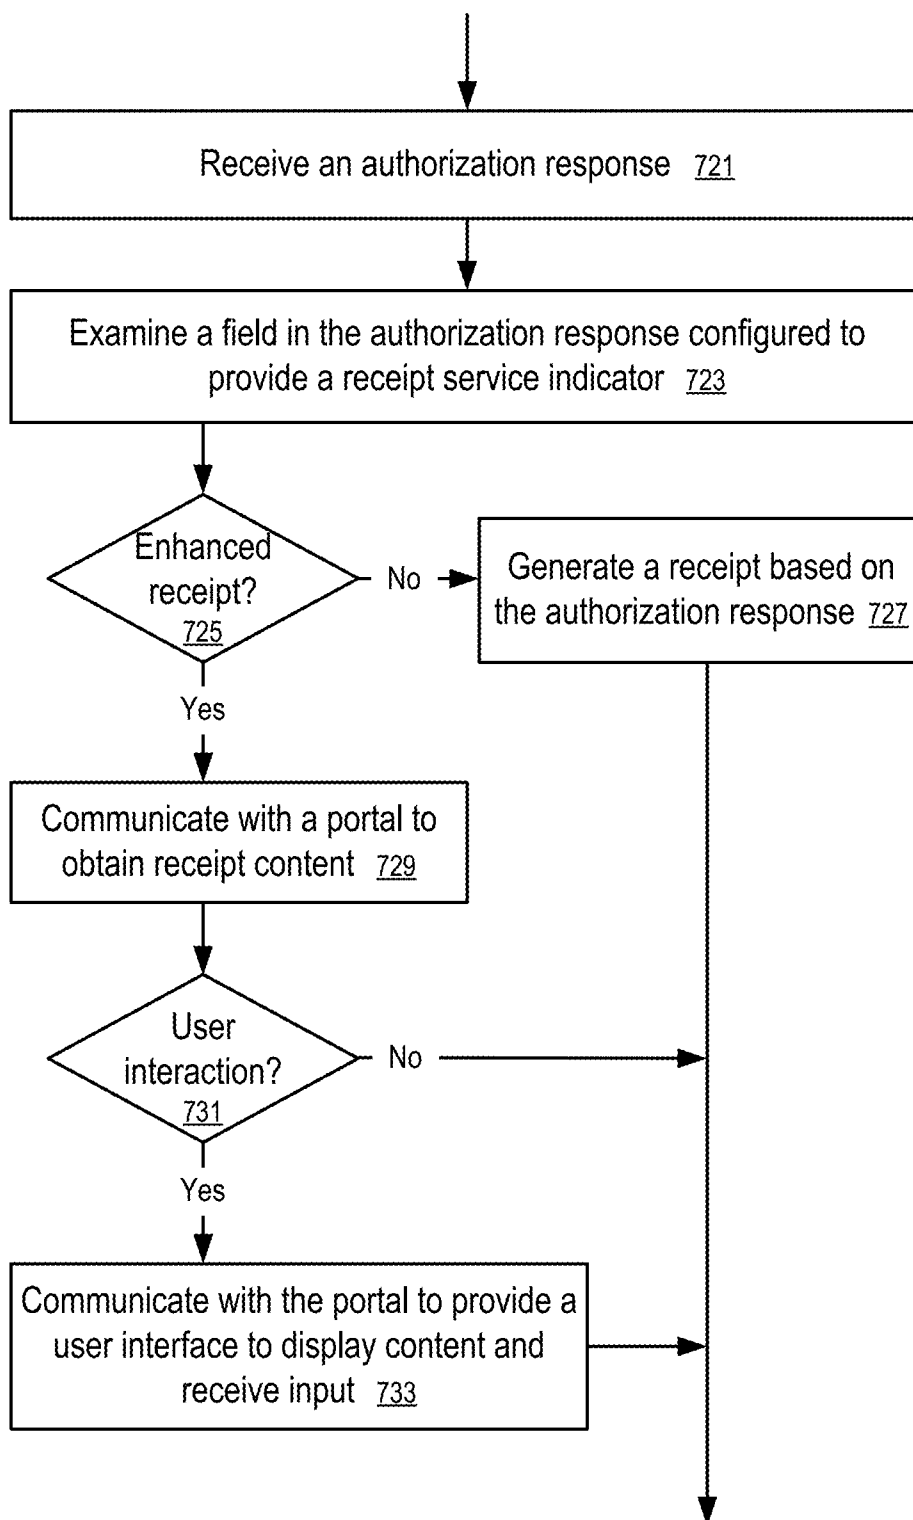 Receive an authorization response 721
Examine a field in the authorization response configured to
provide a receipt service indicator 723
Enhanced
receipt?
725
No
Generate a receipt based on
the authorization response 727
Yes
Communicate with a portal to
obtain receipt content 729
User
interaction?
731
No
Yes
Communicate with the portal to provide a
user interface to display content and
receive input 733